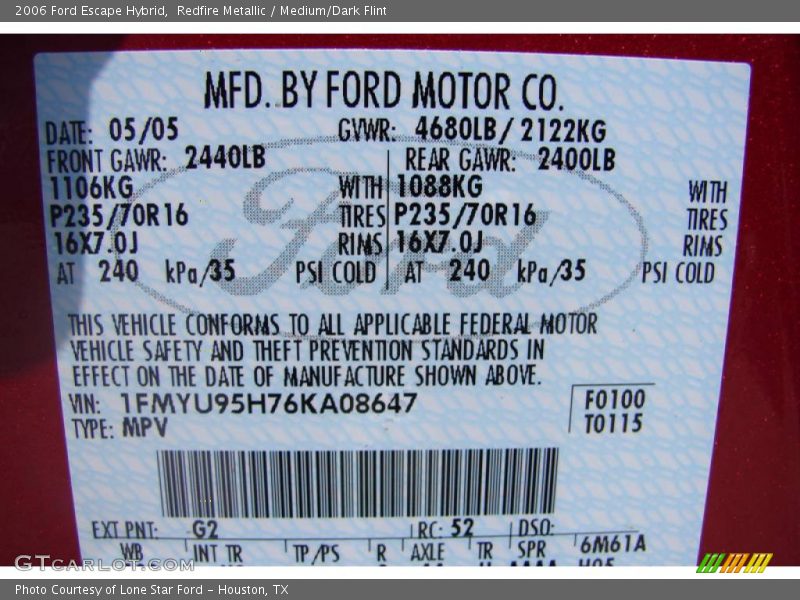 2006 Ford Escape Hybrid, Redfire Metallic / Medium/Dark Flint
MFD. BY FORD MOTOR CO.
DATE: 05/05 GVWR: 4680LB/ 2122KG
FRONT GAWR: 2440LB REAR GAWR: 2400LB
1106KG WITH 1088KG WITH
P235/70R16 TIRES P235/70R16 TIRES
16X7.0J RIMS 16X7.0J RIMS
AT 240 kPa/35 PSI COLD AT 240 kPa/35 PSI COLD
Ford
THIS VEHICLE CONFORMS TO ALL APPLICABLE FEDERAL MOTOR
VEHICLE SAFETY AND THEFT PREVENTION STANDARDS IN
EFFECT ON THE DATE OF MANUFACTURE SHOWN ABOVE.
VIN: 1FMYU95H76KA08647 F0100
TYPE: MPV T0115
EXT PNT: G2 RC: 52 DSO:
WB INT TR TP/PS R AXLE TR SPR 6M61A
GTCarLot.com
Photo Courtesy of Lone Star Ford - Houston, TX